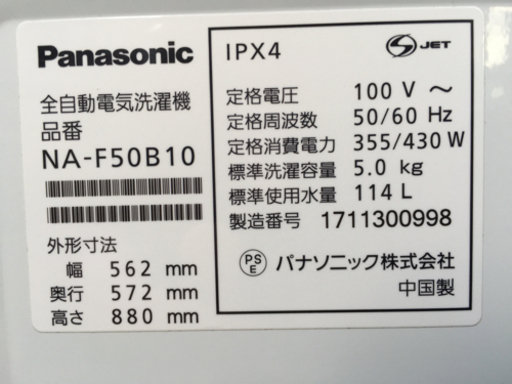 Panasonic
全自動電気洗濯機
品番
NA-F50B10
外形寸法
幅 562 mm
奥行 572 mm
高さ 880 mm
IPX4
S JET
定格電圧 100 V ～
定格周波数 50/60 Hz
定格消費電力 355/430 W
標準洗濯容量 5.0 kg
標準使用水量 114 L
製造番号 1711300998
PS
E
パナソニック株式会社
中国製